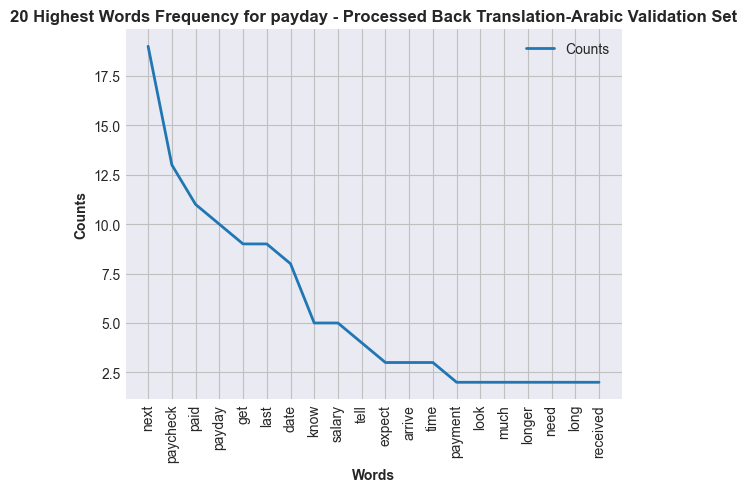 20 Highest Words Frequency for payday - Processed Back Translation-Arabic Validation Set
Counts
Counts
17.5
15.0
12.5
10.0
7.5
5.0
2.5
next
paycheck
paid
payday
get
last
date
know
salary
tell
expect
arrive
time
payment
look
much
longer
need
long
received
Words